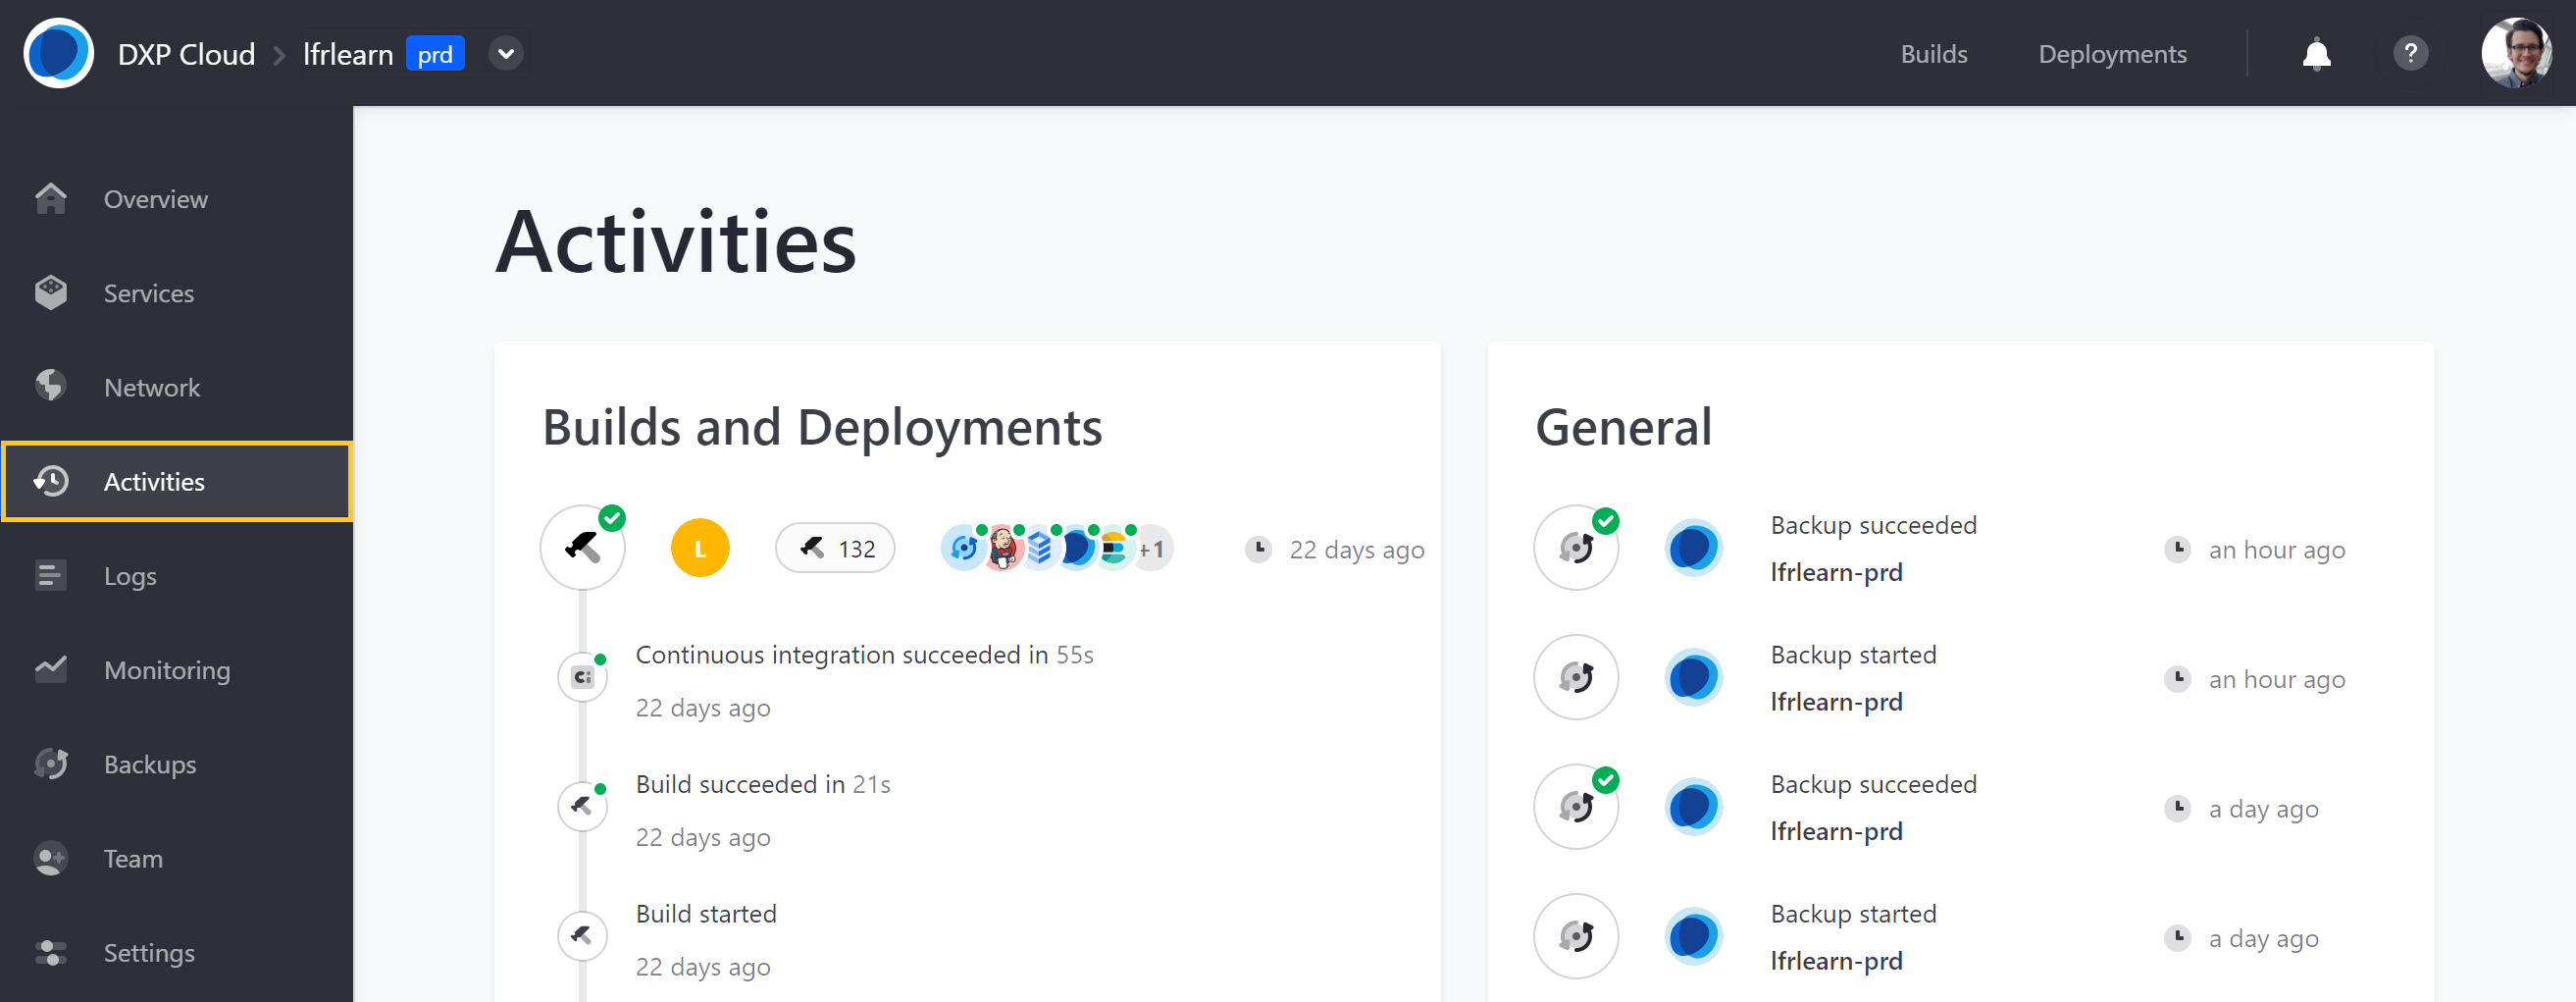 DXP Cloud > lfrlearn prd
Builds
Deployments
?
Overview
Services
Network
Activities
Logs
Monitoring
Backups
Team
Settings
Activities
Builds and Deployments
L
132
+1
22 days ago
Ci
Continuous integration succeeded in 55s
22 days ago
Build succeeded in 21s
22 days ago
Build started
22 days ago
General
Backup succeeded
lfrlearn-prd
an hour ago
Backup started
lfrlearn-prd
an hour ago
Backup succeeded
lfrlearn-prd
a day ago
Backup started
lfrlearn-prd
a day ago